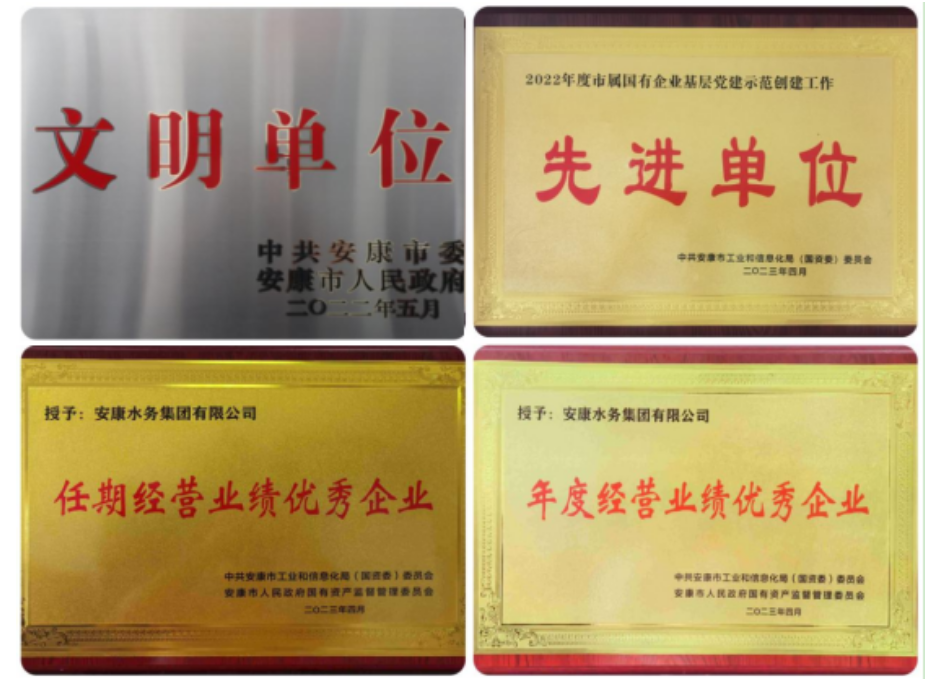 文明单位
中共安康市委
安康市人民政府
二〇二二年五月
2022年度市属国有企业基层党建示范创建工作
先进单位
中共安康市工业和信息化局（国资委）委员会
二〇二三年四月
授予：安康水务集团有限公司
任期经营业绩优秀企业
中共安康市工业和信息化局（国资委）委员会
安康市人民政府国有资产监督管理委员会
二〇二三年四月
授予：安康水务集团有限公司
年度经营业绩优秀企业
中共安康市工业和信息化局（国资委）委员会
安康市人民政府国有资产监督管理委员会
二〇二三年四月